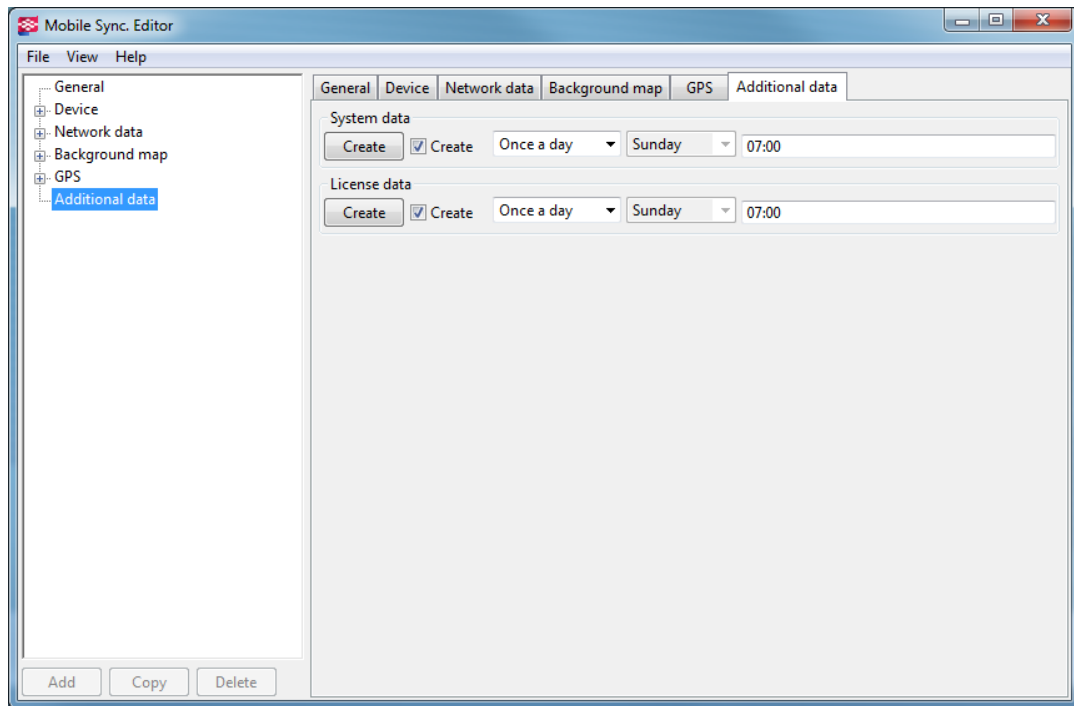 Mobile Sync. Editor
File View Help
General
Device
Network data
Background map
GPS
Additional data
General Device Network data Background map GPS Additional data
System data
Create Create Once a day Sunday 07:00
License data
Create Create Once a day Sunday 07:00
Add Copy Delete